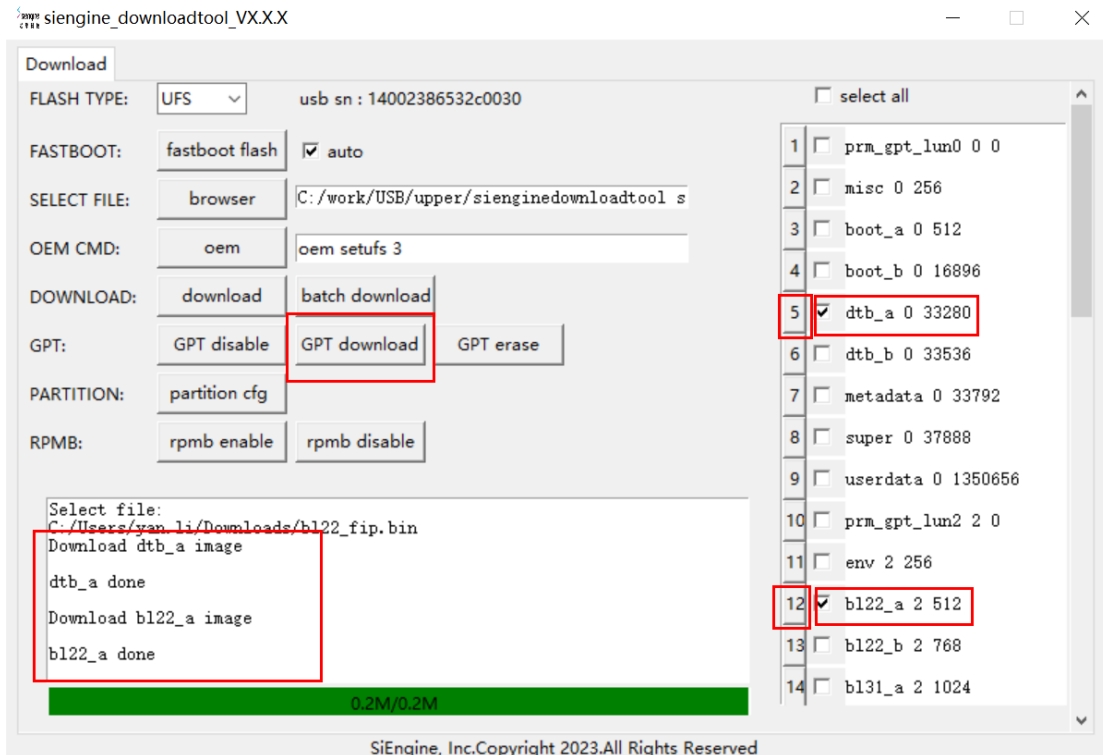 siengine_downloadtool_VX.X.X
Download
FLASH TYPE: UFS usb sn : 14002386532c0030
FASTBOOT: fastboot flash auto
SELECT FILE: browser C:/work/USB/upper/sienginedownloadtool s
OEM CMD: oem oem setufs 3
DOWNLOAD: download batch download
GPT: GPT disable GPT download GPT erase
PARTITION: partition cfg
RPMB: rpmb enable rpmb disable
Select file:
C:/Users/yan.li/Downloads/bl22_fip.bin
Download dtb_a image
dtb_a done
Download bl22_a image
bl22_a done
0.2M/0.2M
select all
1 prm_gpt_lun0 0 0
2 misc 0 256
3 boot_a 0 512
4 boot_b 0 16896
5 dtb_a 0 33280
6 dtb_b 0 33536
7 metadata 0 33792
8 super 0 37888
9 userdata 0 1350656
10 prm_gpt_lun2 2 0
11 env 2 256
12 bl22_a 2 512
13 bl22_b 2 768
14 bl31_a 2 1024
SiEngine, Inc.Copyright 2023.All Rights Reserved